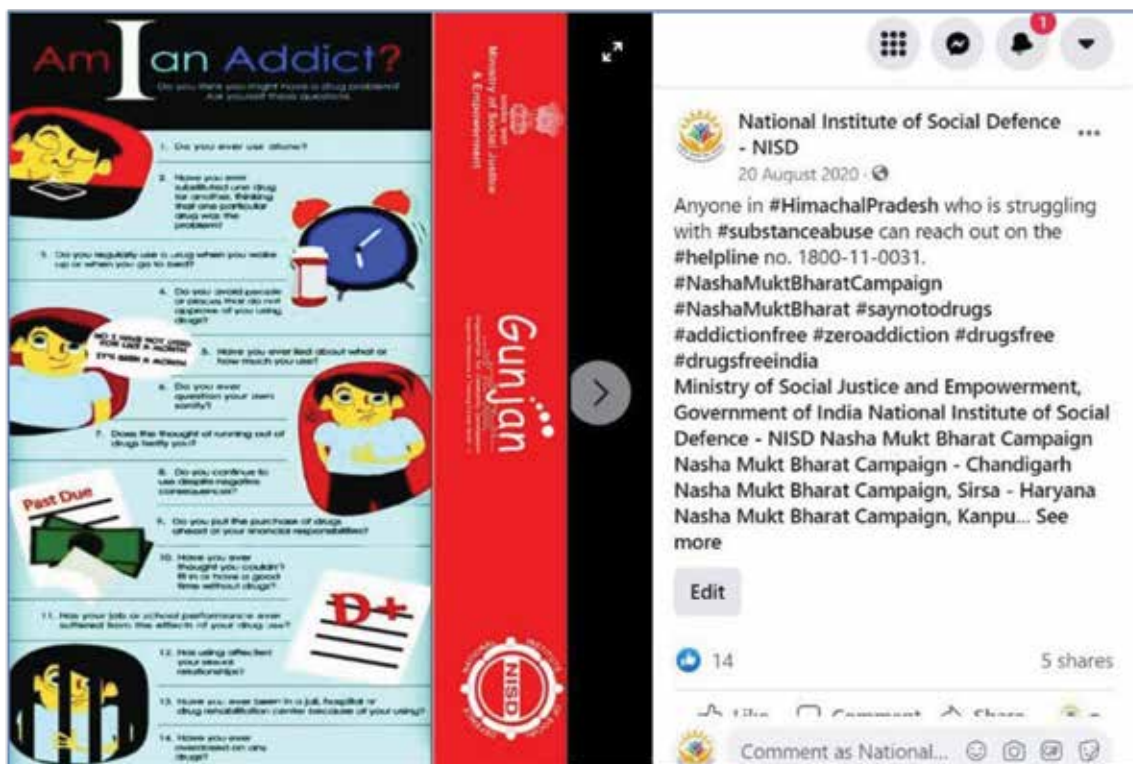 Am I an Addict?
Do you think you might have a drug problem?
Ask yourself these questions.
1. Do you ever use alone?
2. Have you ever
substituted one drug
for another, thinking
that one particular
drug was the
problem?
3. Do you regularly use a drug when you wake
up or when you go to bed?
4. Do you avoid people
or places that do not
approve of you using
drugs?
NO I HAVE NOT USED
FOR LIKE A MONTH
IT'S BEEN A MONTH
5. Have you ever lied about what or
how much you use?
6. Do you ever
question your own
sanity?
7. Does the thought of running out of
drugs terrify you?
8. Do you continue to
use despite negative
consequences?
Past Due
9. Do you put the purchase of drugs
ahead of your financial responsibilities?
10. Have you ever
thought you couldn't
fit in or have a good
time without drugs?
D+
11. Has your job or school performance ever
suffered from the effects of your drug use?
12. Has using affected
your sexual
relationships?
13. Have you ever been in a jail, hospital or
drug rehabilitation center because of your using?
14. Have you ever
overdosed on any
drugs?
Ministry of Social Justice
& Empowerment
Gunjan
NISD
1
National Institute of Social Defence
- NISD
20 August 2020 ·
Anyone in #HimachalPradesh who is struggling
with #substanceabuse can reach out on the
#helpline no. 1800-11-0031.
#NashaMuktBharatCampaign
#NashaMuktBharat #saynotodrugs
#addictionfree #zeroaddiction #drugsfree
#drugsfreeindia
Ministry of Social Justice and Empowerment,
Government of India National Institute of Social
Defence - NISD Nasha Mukt Bharat Campaign
Nasha Mukt Bharat Campaign - Chandigarh
Nasha Mukt Bharat Campaign, Sirsa - Haryana
Nasha Mukt Bharat Campaign, Kanpu... See
more
Edit
14 5 shares
Like Comment Share
Comment as National...